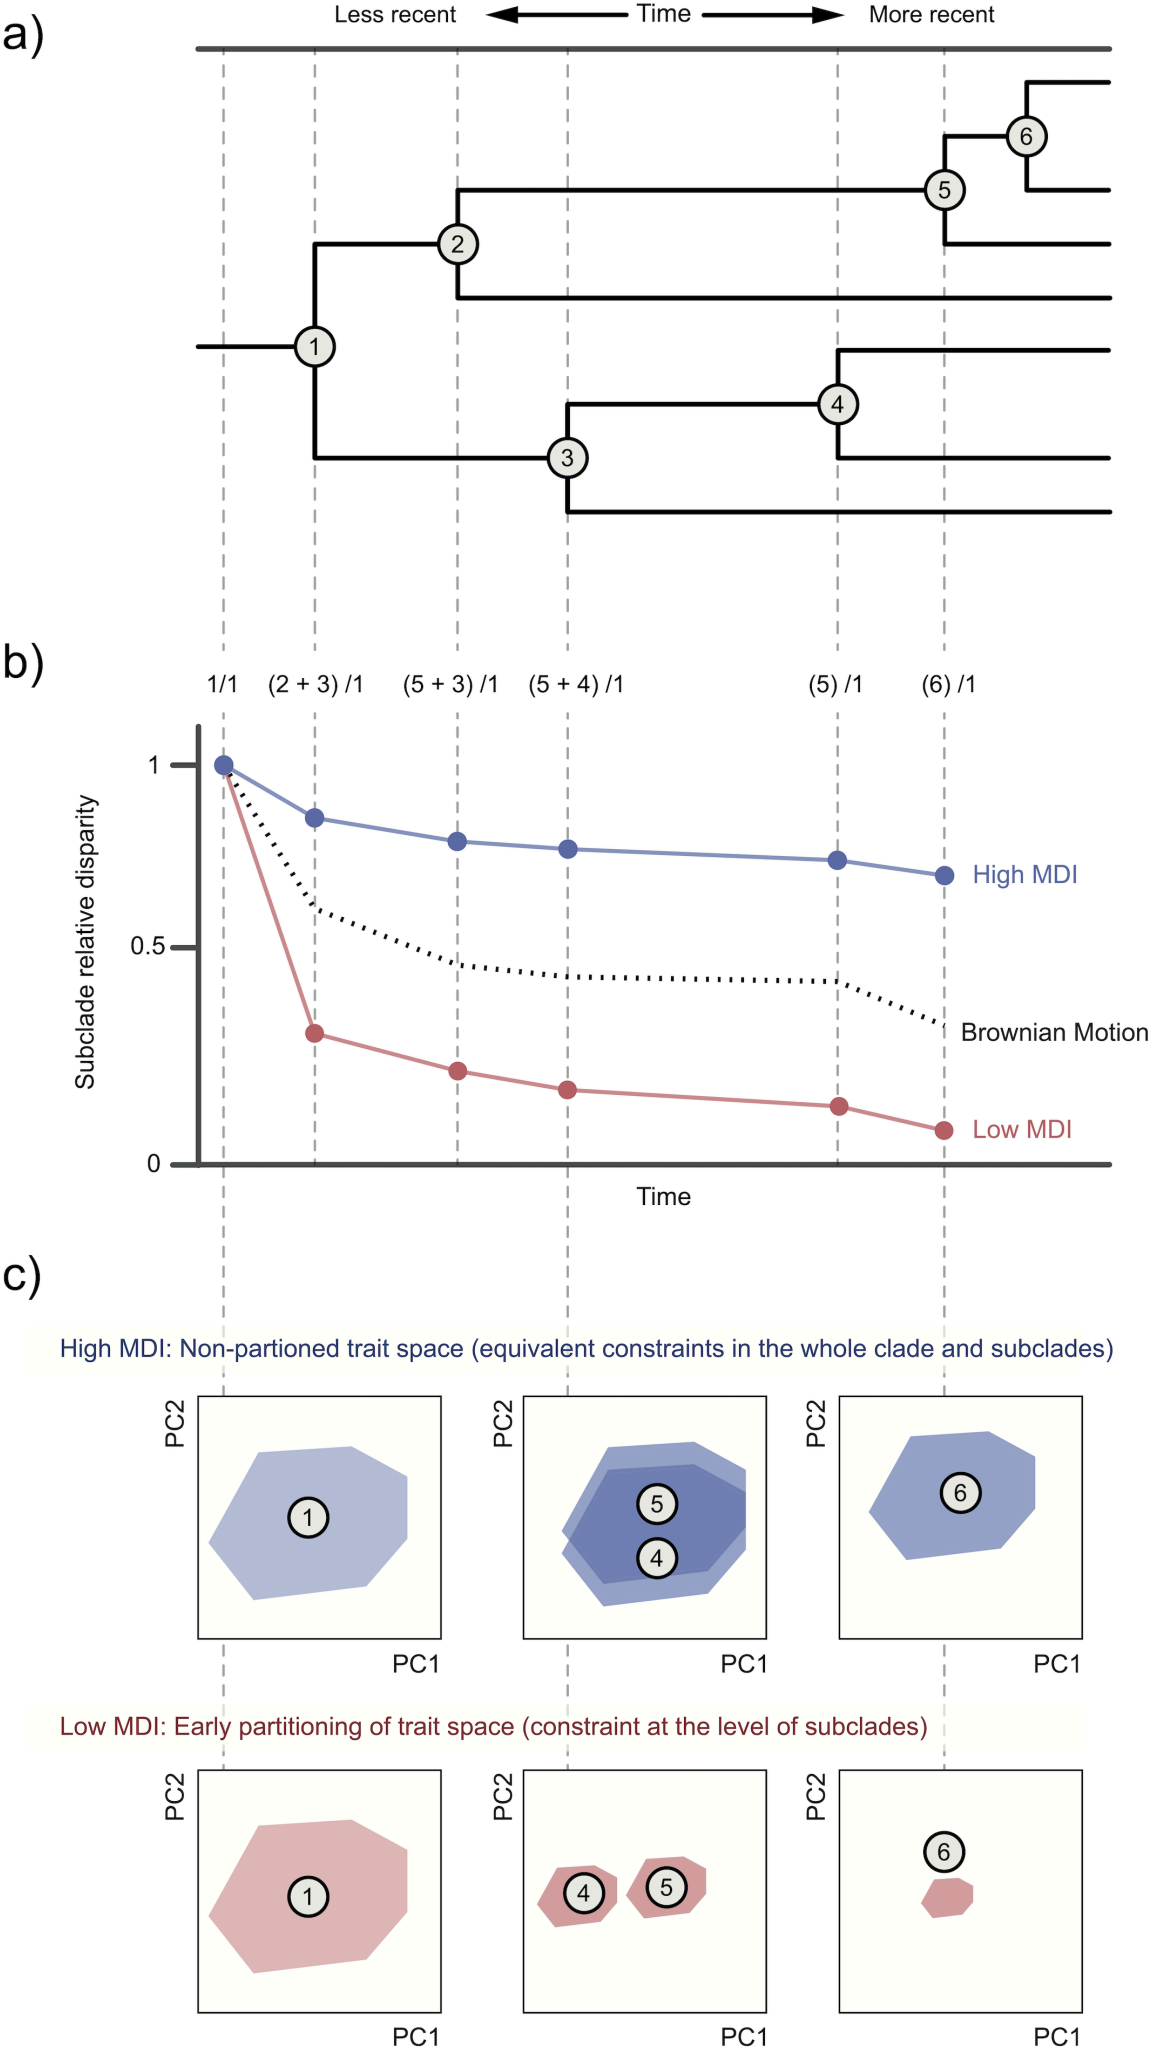 a)
Less recent Time More recent
6
5
2
1
4
3
b)
1/1 (2 + 3) /1 (5 + 3) /1 (5 + 4) /1 (5) /1 (6) /1
1
0.5
0
Subclade relative disparity
High MDI
Brownian Motion
Low MDI
Time
c)
High MDI: Non-partioned trait space (equivalent constraints in the whole clade and subclades)
PC2
1
PC1
PC2
5
4
PC1
PC2
6
PC1
Low MDI: Early partitioning of trait space (constraint at the level of subclades)
PC2
1
PC1
PC2
4 5
PC1
PC2
6
PC1